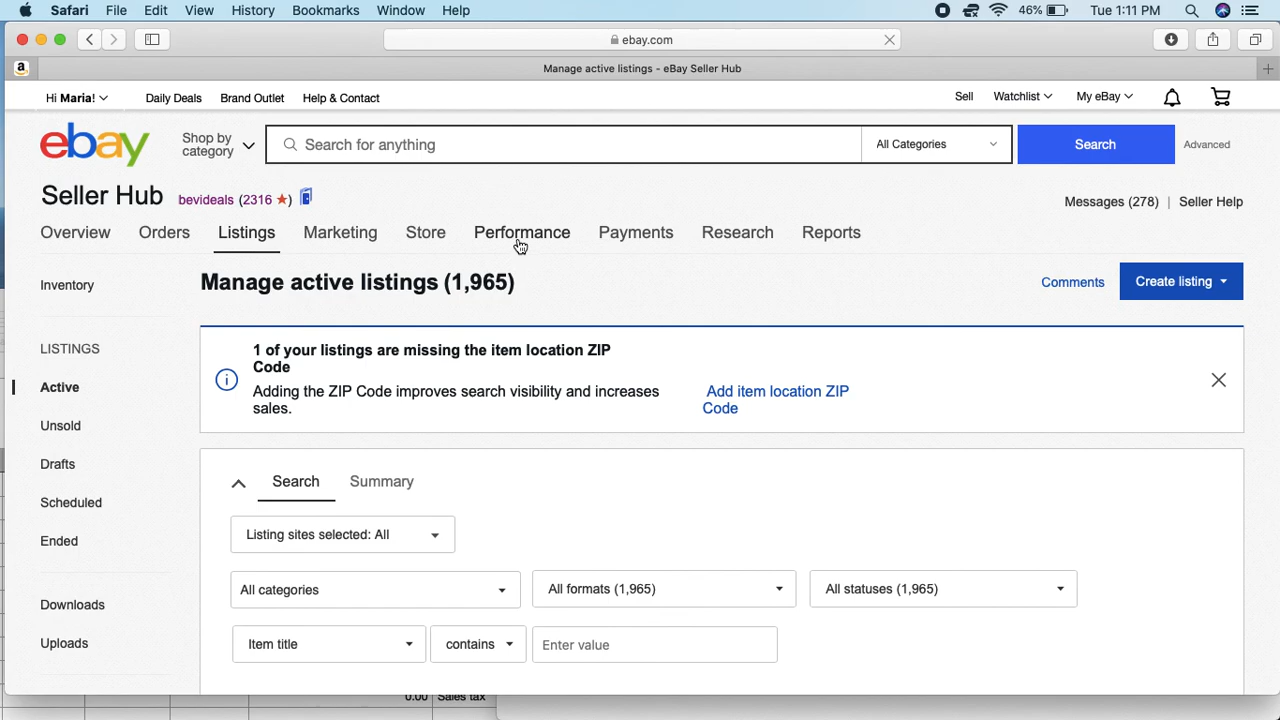 Safari File Edit View History Bookmarks Window Help 46% Tue 1:11 PM
ebay.com
a Manage active listings - eBay Seller Hub
Hi Maria! Daily Deals Brand Outlet Help & Contact Sell Watchlist My eBay
ebay Shop by category Search for anything All Categories Search Advanced
Seller Hub bevideals (2316 ★) Messages (278) | Seller Help
Overview Orders Listings Marketing Store Performance Payments Research Reports
Inventory Manage active listings (1,965) Comments Create listing
LISTINGS
Active
Unsold
Drafts
Scheduled
Ended
Downloads
Uploads
1 of your listings are missing the item location ZIP
Code
Adding the ZIP Code improves search visibility and increases
sales.
Add item location ZIP
Code
Search Summary
Listing sites selected: All
All categories All formats (1,965) All statuses (1,965)
Item title contains Enter value
0.00 Sales tax